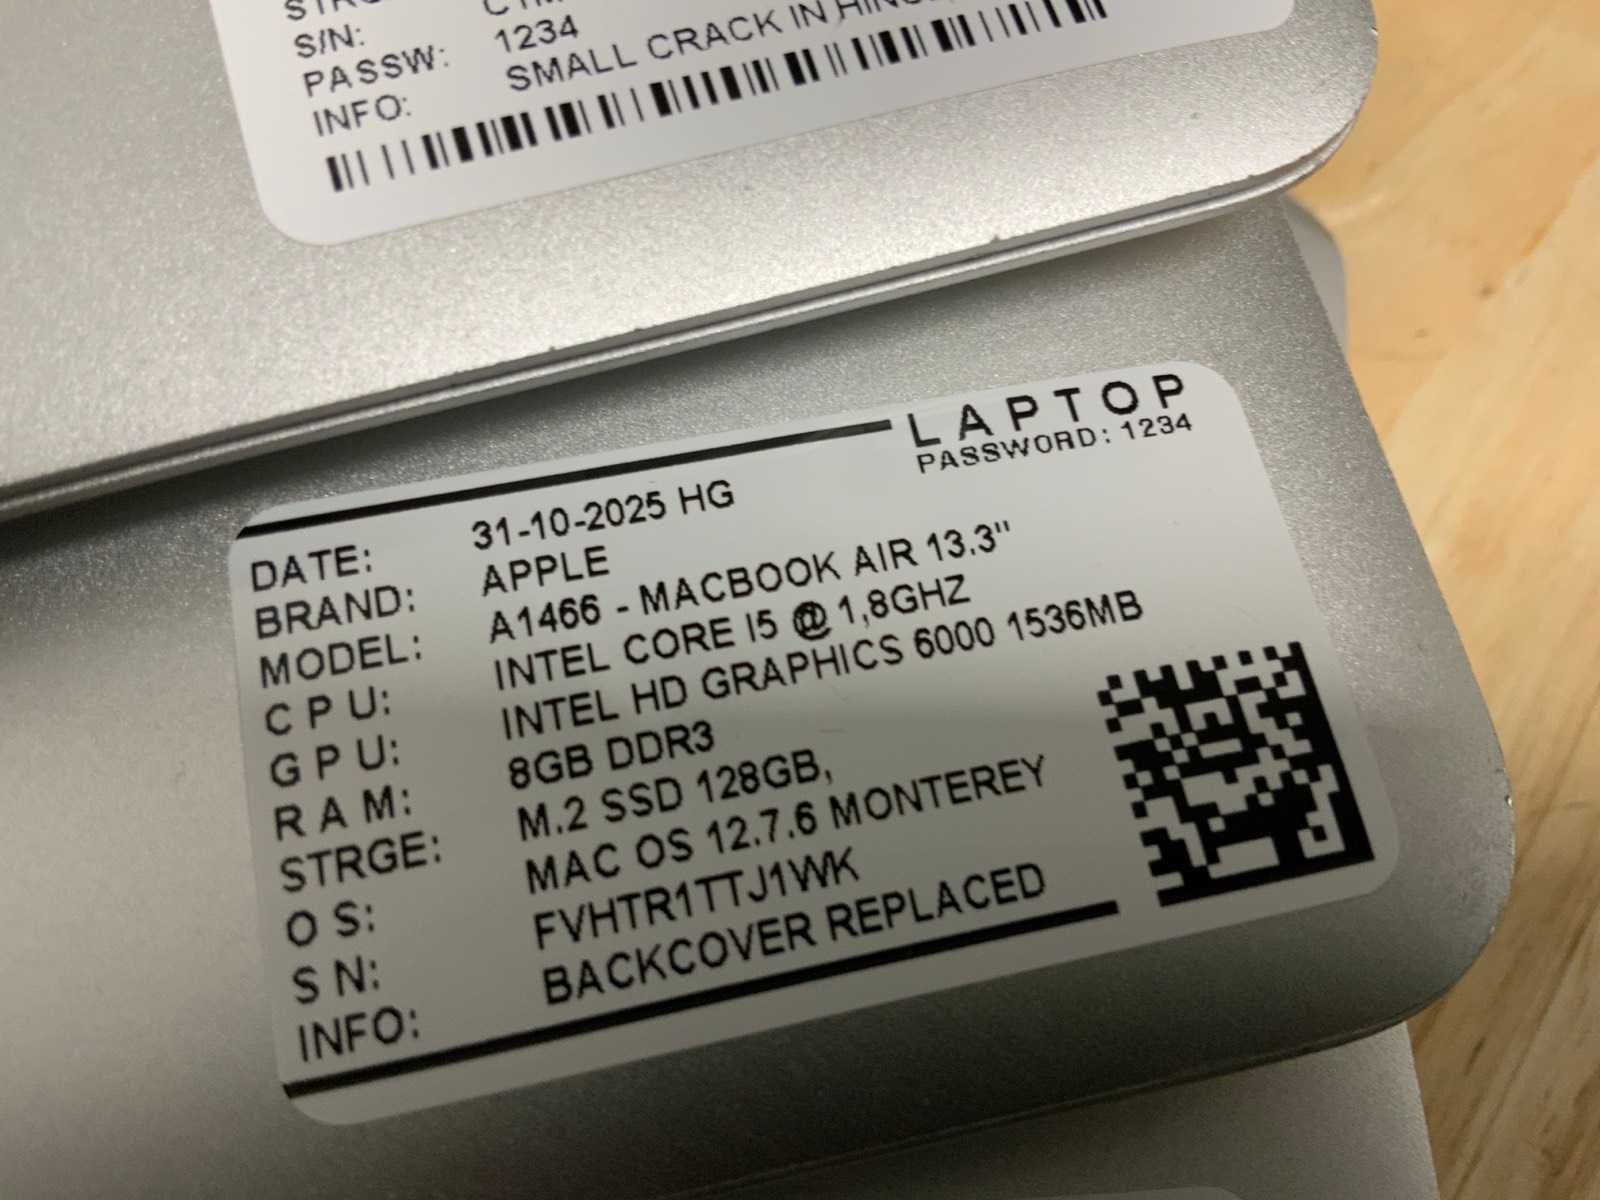 S/N:
PASSW: 1234
INFO: SMALL CRACK IN
LAPTOP
PASSWORD: 1234
DATE: 31-10-2025 HG
BRAND: APPLE
MODEL: A1466 - MACBOOK AIR 13.3"
CPU: INTEL CORE I5 @ 1,8GHZ
GPU: INTEL HD GRAPHICS 6000 1536MB
RAM: 8GB DDR3
STRGE: M.2 SSD 128GB,
OS: MAC OS 12.7.6 MONTEREY
SN: FVHTR1TTJ1WK
INFO: BACKCOVER REPLACED